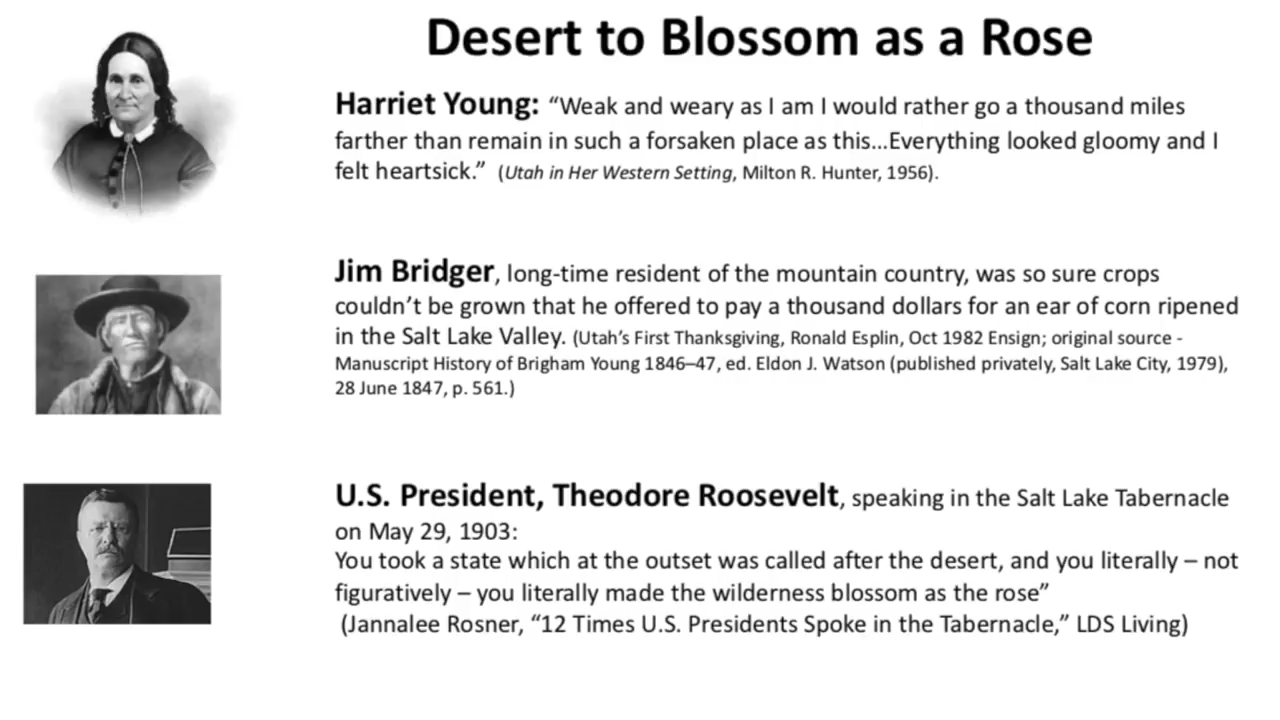 Desert to Blossom as a Rose
Harriet Young: “Weak and weary as I am I would rather go a thousand miles
farther than remain in such a forsaken place as this…Everything looked gloomy and I
felt heartsick.” (Utah in Her Western Setting, Milton R. Hunter, 1956).
Jim Bridger, long-time resident of the mountain country, was so sure crops
couldn’t be grown that he offered to pay a thousand dollars for an ear of corn ripened
in the Salt Lake Valley. (Utah’s First Thanksgiving, Ronald Esplin, Oct 1982 Ensign; original source -
Manuscript History of Brigham Young 1846–47, ed. Eldon J. Watson (published privately, Salt Lake City, 1979),
28 June 1847, p. 561.)
U.S. President, Theodore Roosevelt, speaking in the Salt Lake Tabernacle
on May 29, 1903:
You took a state which at the outset was called after the desert, and you literally – not
figuratively – you literally made the wilderness blossom as the rose”
(Jannalee Rosner, “12 Times U.S. Presidents Spoke in the Tabernacle,” LDS Living)